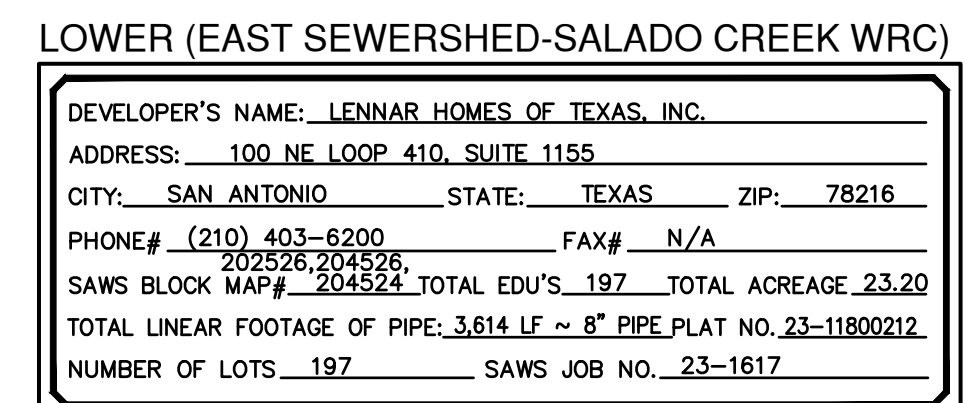 LOWER (EAST SEWERSHED-SALADO CREEK WRC)
DEVELOPER'S NAME: LENNAR HOMES OF TEXAS, INC.
ADDRESS: 100 NE LOOP 410, SUITE 1155
CITY: SAN ANTONIO STATE: TEXAS ZIP: 78216
PHONE# (210) 403-6200 FAX# N/A
202526,204526,
SAWS BLOCK MAP# 204524 TOTAL EDU'S 197 TOTAL ACREAGE 23.20
TOTAL LINEAR FOOTAGE OF PIPE: 3,614 LF ~ 8" PIPE PLAT NO. 23-11800212
NUMBER OF LOTS 197 SAWS JOB NO. 23-1617